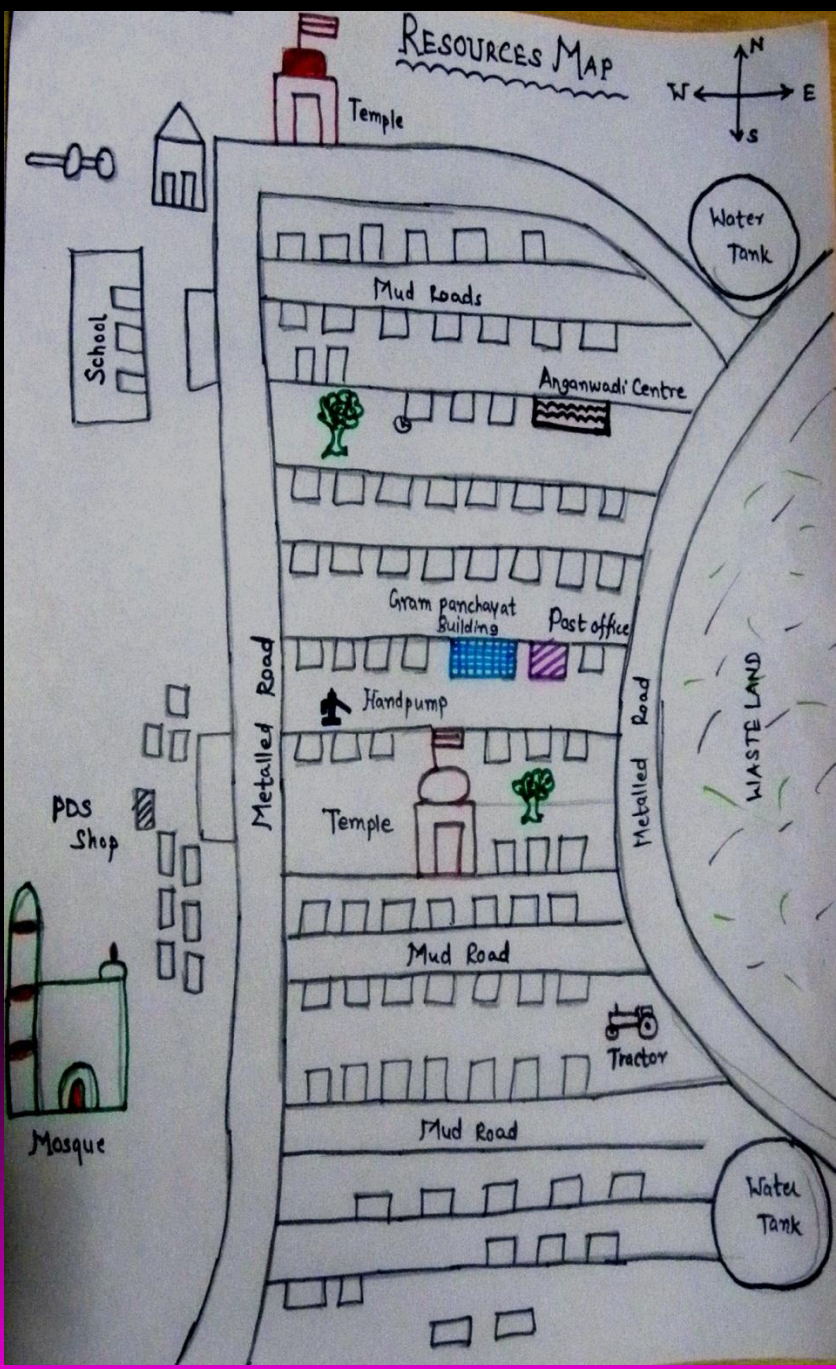 RESOURCES MAP
N
W
E
S
Temple
Water
Tank
Mud Roads
School
Anganwadi Centre
Gram panchayat
Building
Post office
Handpump
Metalled Road
Metalled Road
WASTE LAND
PDS
Shop
Temple
Mud Road
Tractor
Mosque
Mud Road
Water
Tank